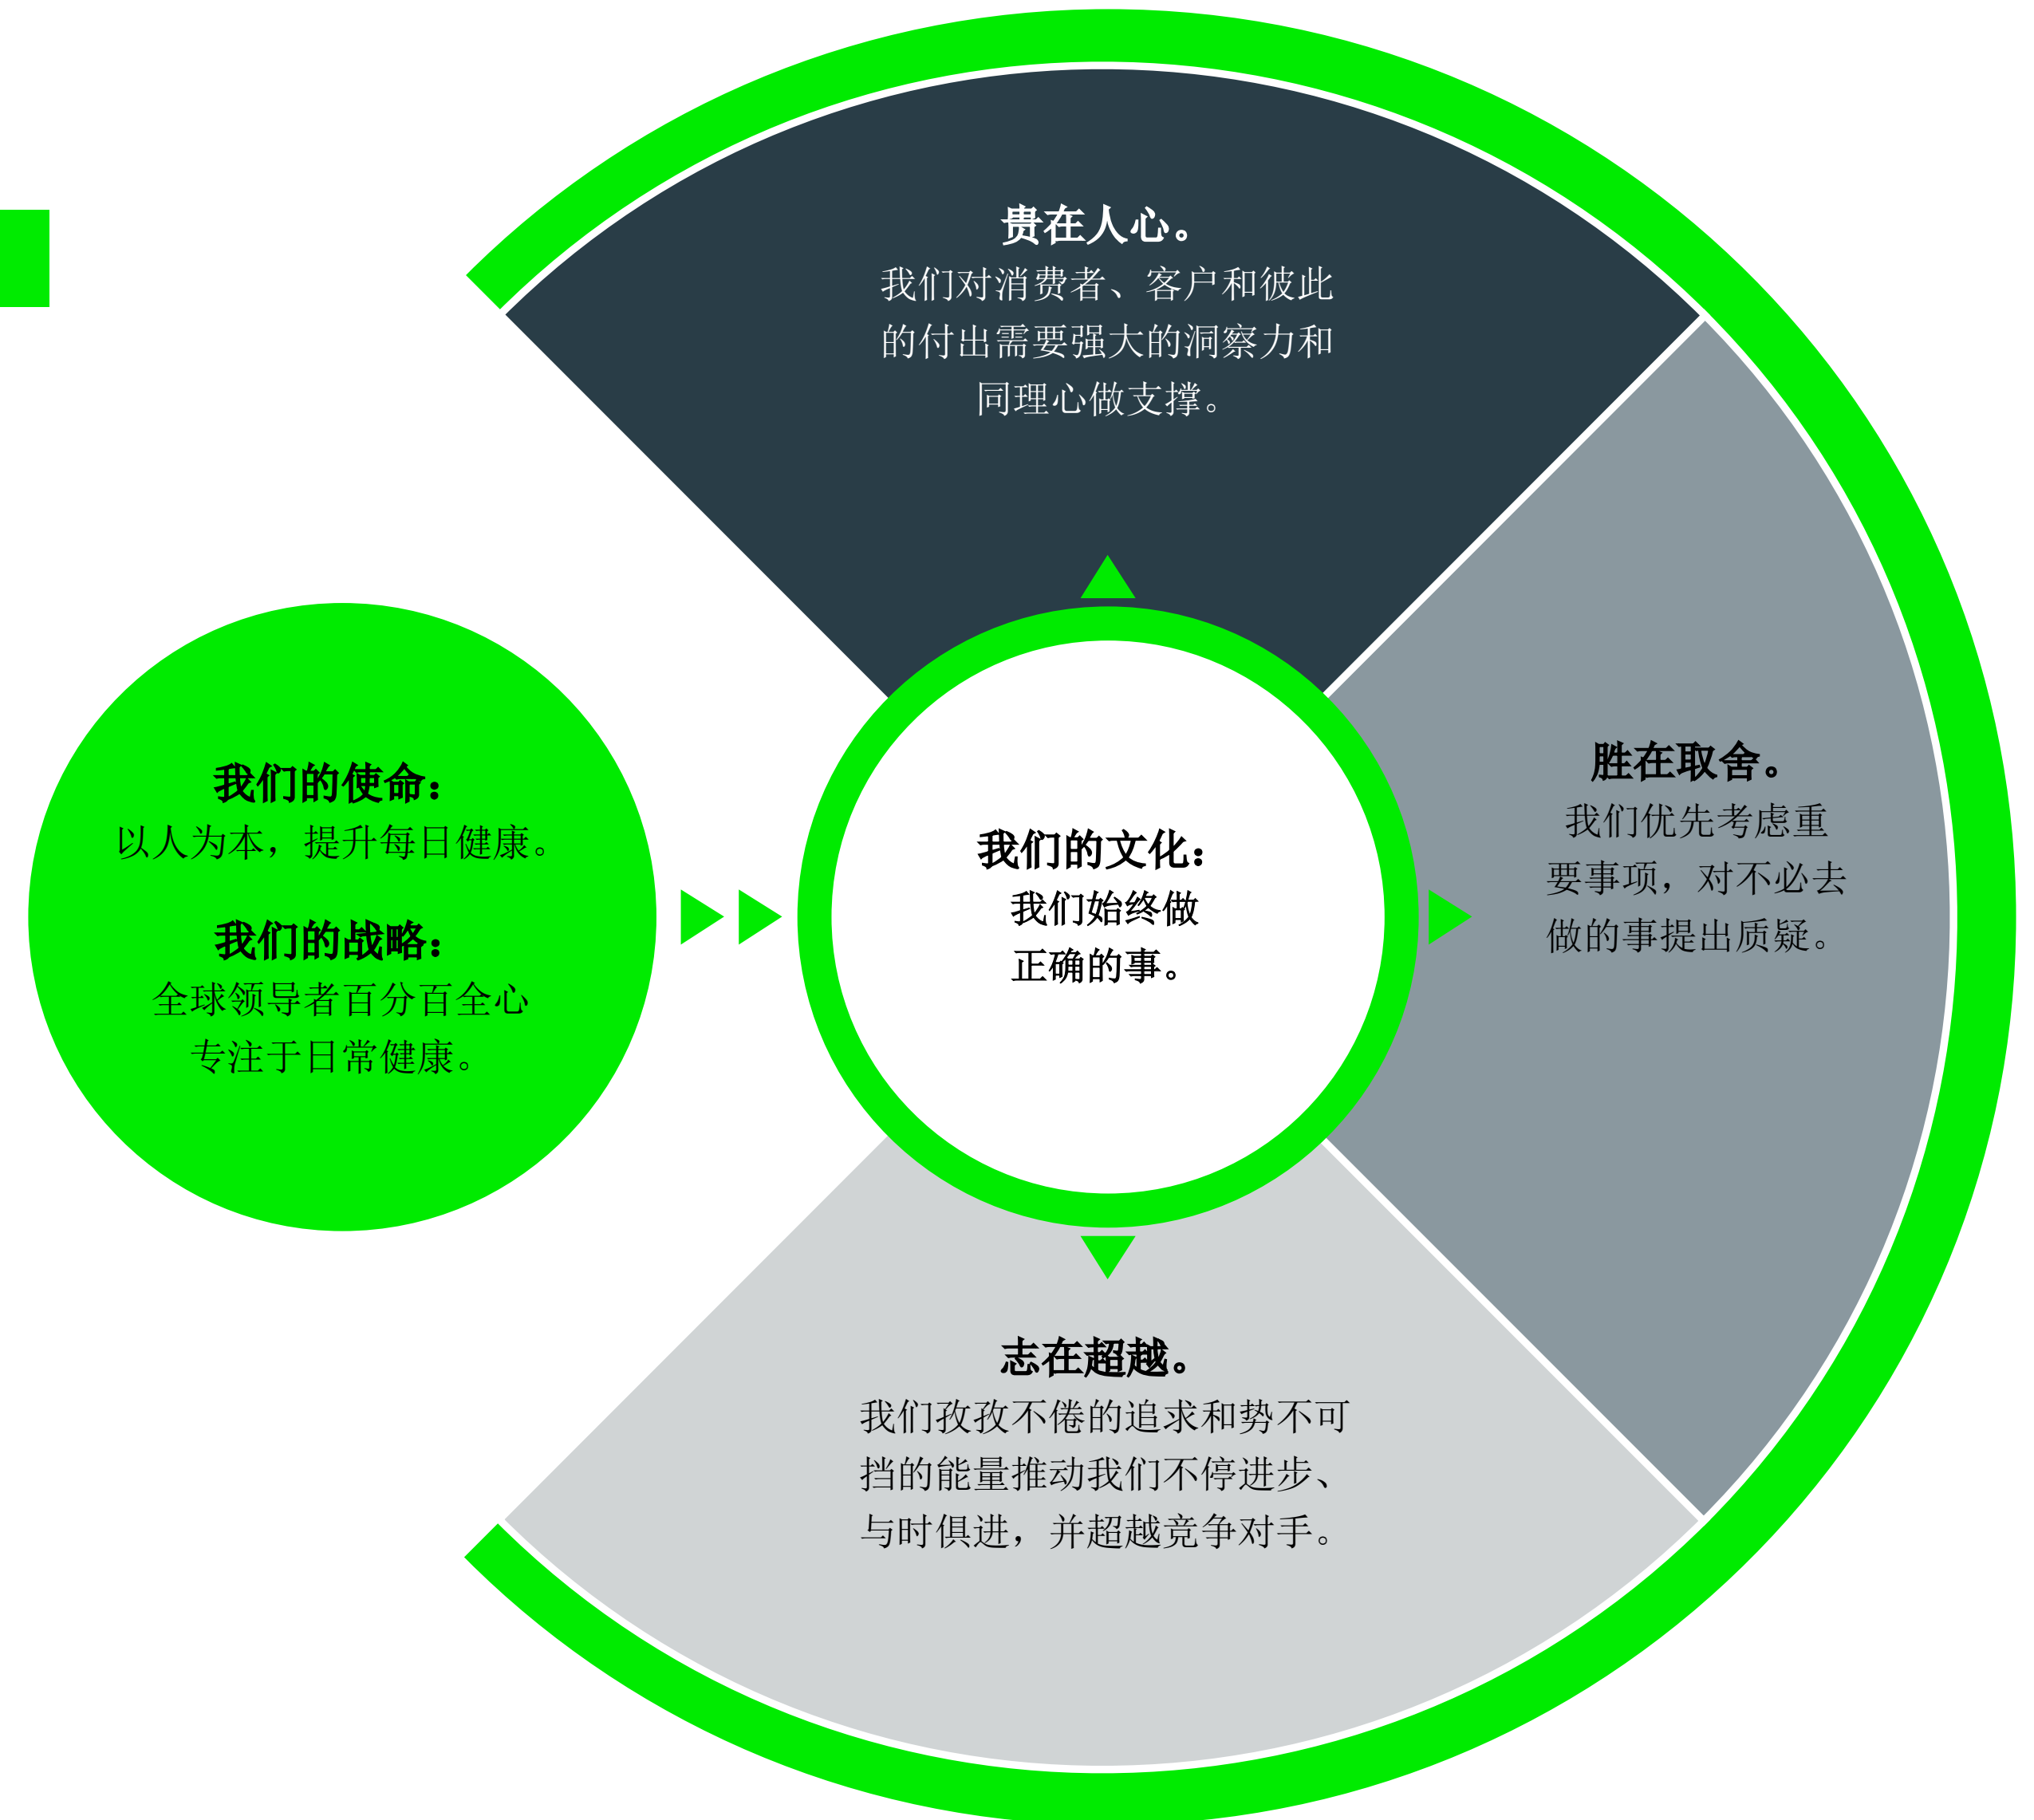 贵在人心。
我们对消费者、客户和彼此
的付出需要强大的洞察力和
同理心做支撑。
我们的使命：
以人为本，提升每日健康。
我们的战略：
全球领导者百分百全心
专注于日常健康。
我们的文化：
我们始终做
正确的事。
胜在取舍。
我们优先考虑重
要事项，对不必去
做的事提出质疑。
志在超越。
我们孜孜不倦的追求和势不可
挡的能量推动我们不停进步、
与时俱进，并超越竞争对手。